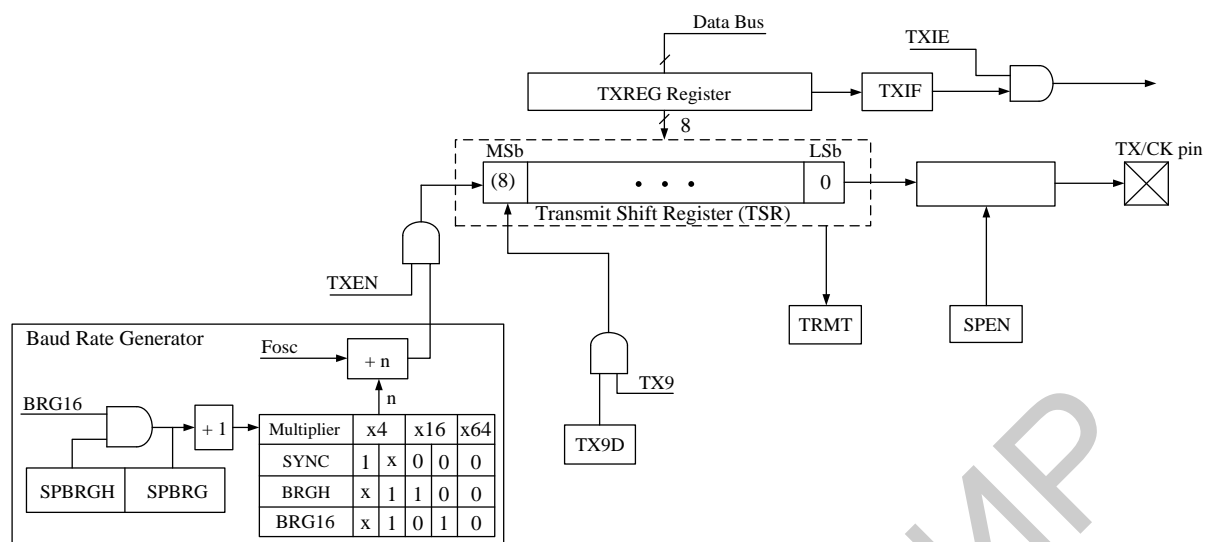 Data Bus
TXIE
TXREG Register
TXIF
8
MSb
LSb
TX/CK pin
(8)
• • •
0
Transmit Shift Register (TSR)
TXEN
TRMT
SPEN
Baud Rate Generator
Fosc
+ n
n
TX9
TX9D
BRG16
+ 1
SPBRGH
SPBRG
Multiplier x4 x16 x64
SYNC 1 x 0 0 0
BRGH x 1 1 0 0
BRG16 x 1 0 1 0
ИР